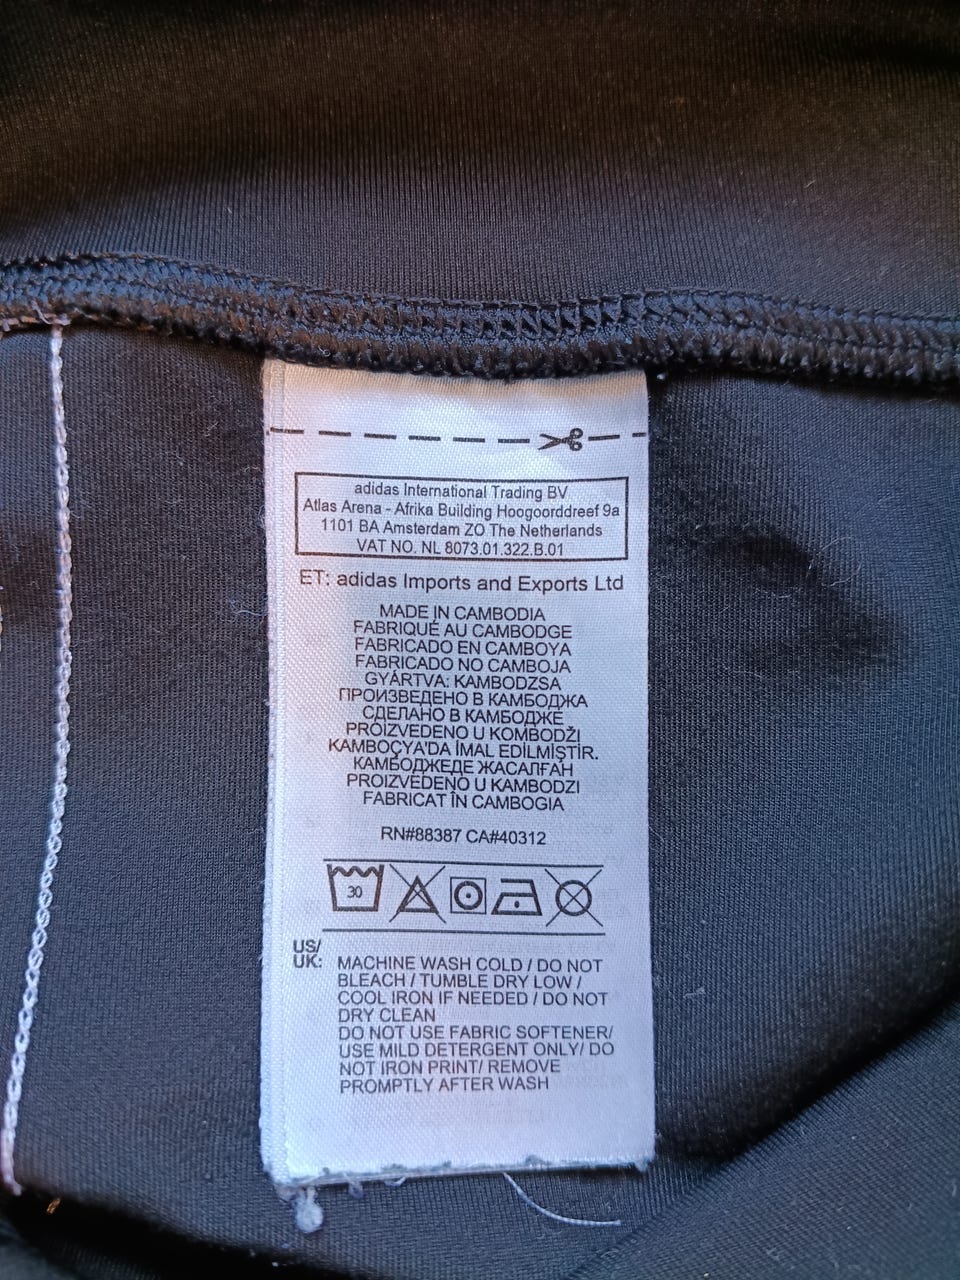 adidas International Trading BV
Atlas Arena - Afrika Building Hoogoorddreef 9a
1101 BA Amsterdam ZO The Netherlands
VAT NO. NL 8073.01.322.B.01
ET: adidas Imports and Exports Ltd
MADE IN CAMBODIA
FABRIQUÉ AU CAMBODGE
FABRICADO EN CAMBOYA
FABRICADO NO CAMBOJA
GYÁRTVA: KAMBODZSA
ПРОИЗВЕДЕНО В КАМБОДЖА
СДЕЛАНО В КАМБОДЖЕ
PROIZVEDENO U KOMBODŽI
KAMBOÇYA'DA İMAL EDİLMİŞTİR.
КАМБОДЖЕДЕ ЖАСАЛҒАН
PROIZVEDENO U KAMBODZI
FABRICAT ÎN CAMBOGIA
RN#88387 CA#40312
30
US/
UK:
MACHINE WASH COLD / DO NOT
BLEACH / TUMBLE DRY LOW /
COOL IRON IF NEEDED / DO NOT
DRY CLEAN
DO NOT USE FABRIC SOFTENER/
USE MILD DETERGENT ONLY/ DO
NOT IRON PRINT/ REMOVE
PROMPTLY AFTER WASH